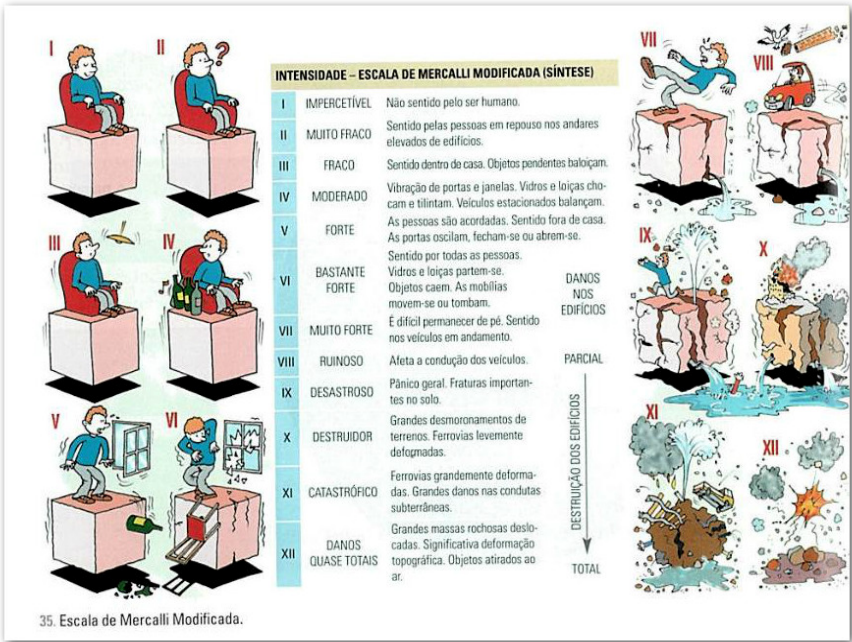 I
II
III
IV
V
VI
INTENSIDADE – ESCALA DE MERCALLI MODIFICADA (SÍNTESE)
I IMPERCETÍVEL Não sentido pelo ser humano.
II MUITO FRACO Sentido pelas pessoas em repouso nos andares
elevados de edifícios.
III FRACO Sentido dentro de casa. Objetos pendentes baloiçam.
IV MODERADO Vibração de portas e janelas. Vidros e loiças cho-
cam e tilintam. Veículos estacionados balançam.
V FORTE As pessoas são acordadas. Sentido fora de casa.
As portas oscilam, fecham-se ou abrem-se.
VI BASTANTE
FORTE
Sentido por todas as pessoas.
Vidros e loiças partem-se.
Objetos caem. As mobílias
movem-se ou tombam.
DANOS
NOS
EDIFÍCIOS
VII MUITO FORTE É difícil permanecer de pé. Sentido
nos veículos em andamento.
VIII RUINOSO Afeta a condução dos veículos. PARCIAL
IX DESASTROSO Pânico geral. Fraturas importan-
tes no solo.
X DESTRUIDOR Grandes desmoronamentos de
terrenos. Ferrovias levemente
deformadas.
XI CATASTRÓFICO Ferrovias grandemente deforma-
das. Grandes danos nas condutas
subterrâneas.
XII DANOS
QUASE TOTAIS
Grandes massas rochosas deslo-
cadas. Significativa deformação
topográfica. Objetos atirados ao
ar.
DESTRUIÇÃO DOS EDIFÍCIOS
TOTAL
VII
VIII
IX
X
XI
XII
?
35. Escala de Mercalli Modificada.